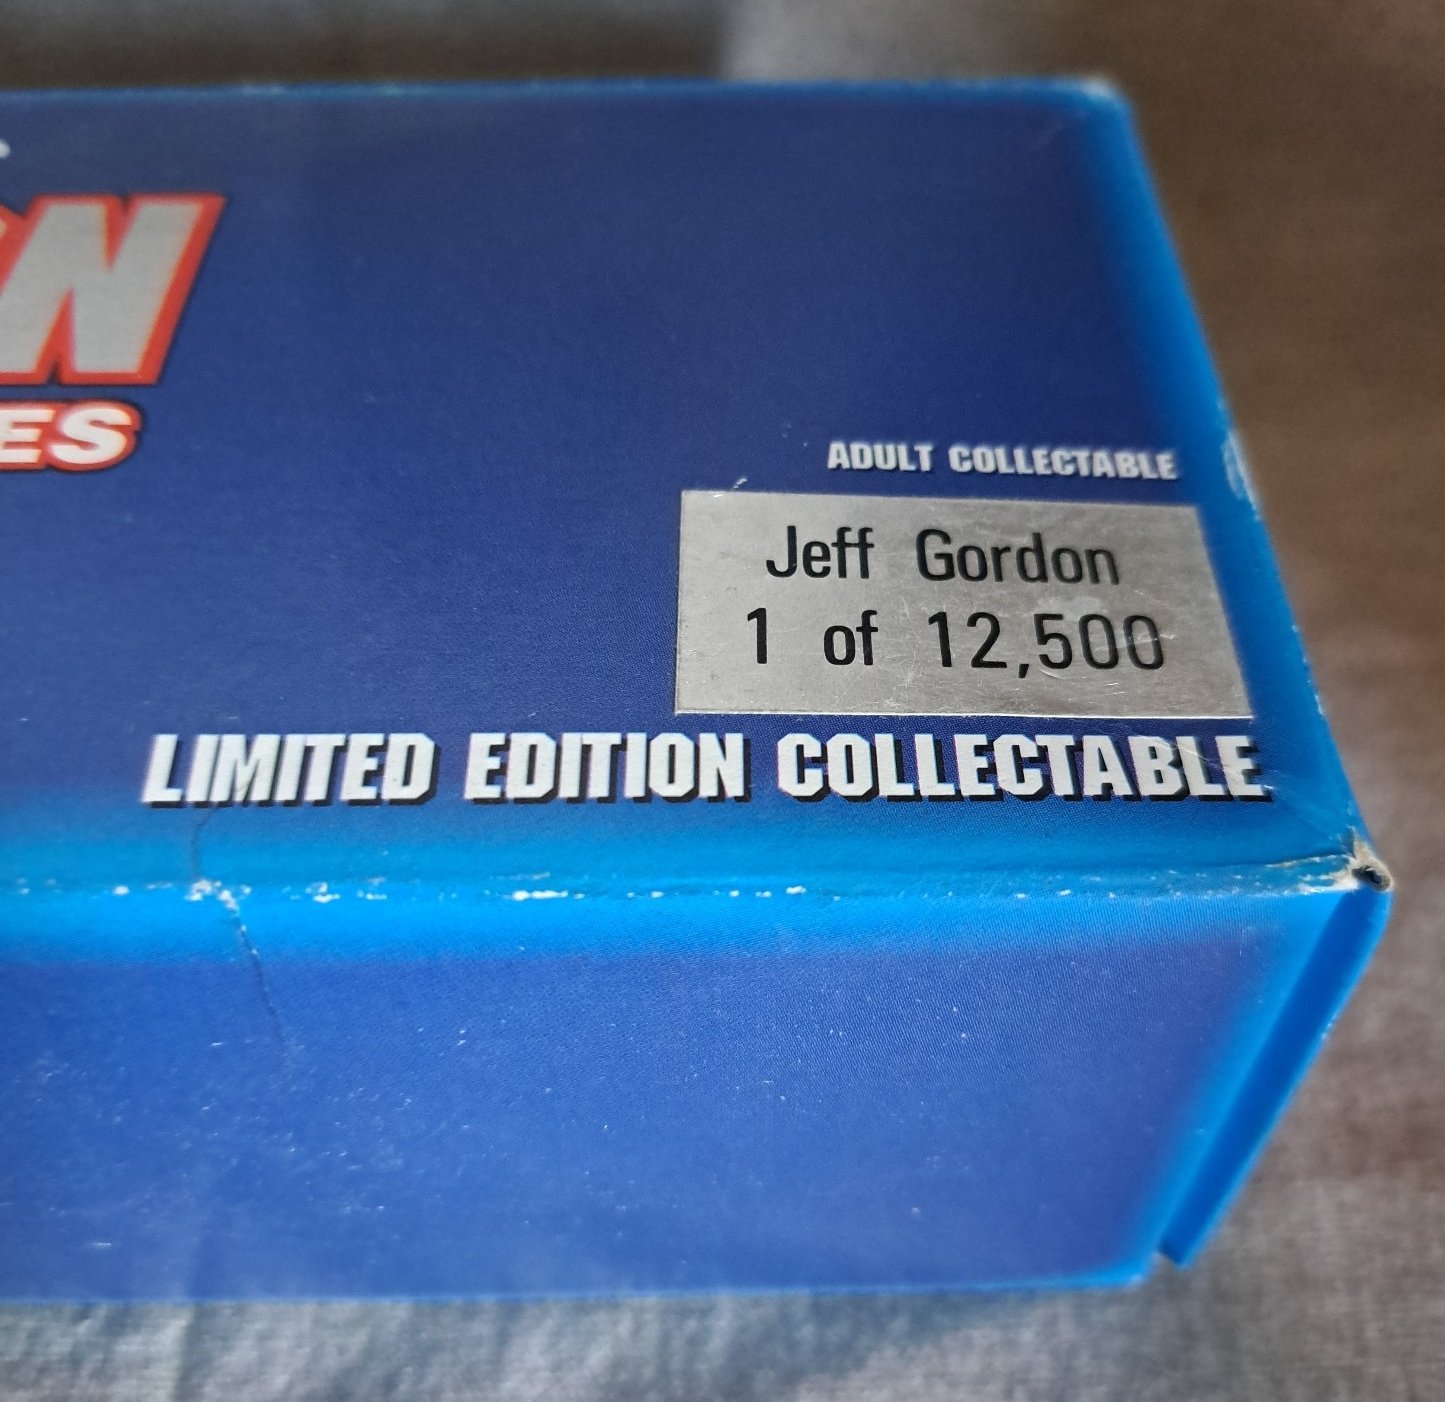 ADULT COLLECTABLE
Jeff Gordon
1 of 12,500
LIMITED EDITION COLLECTABLE